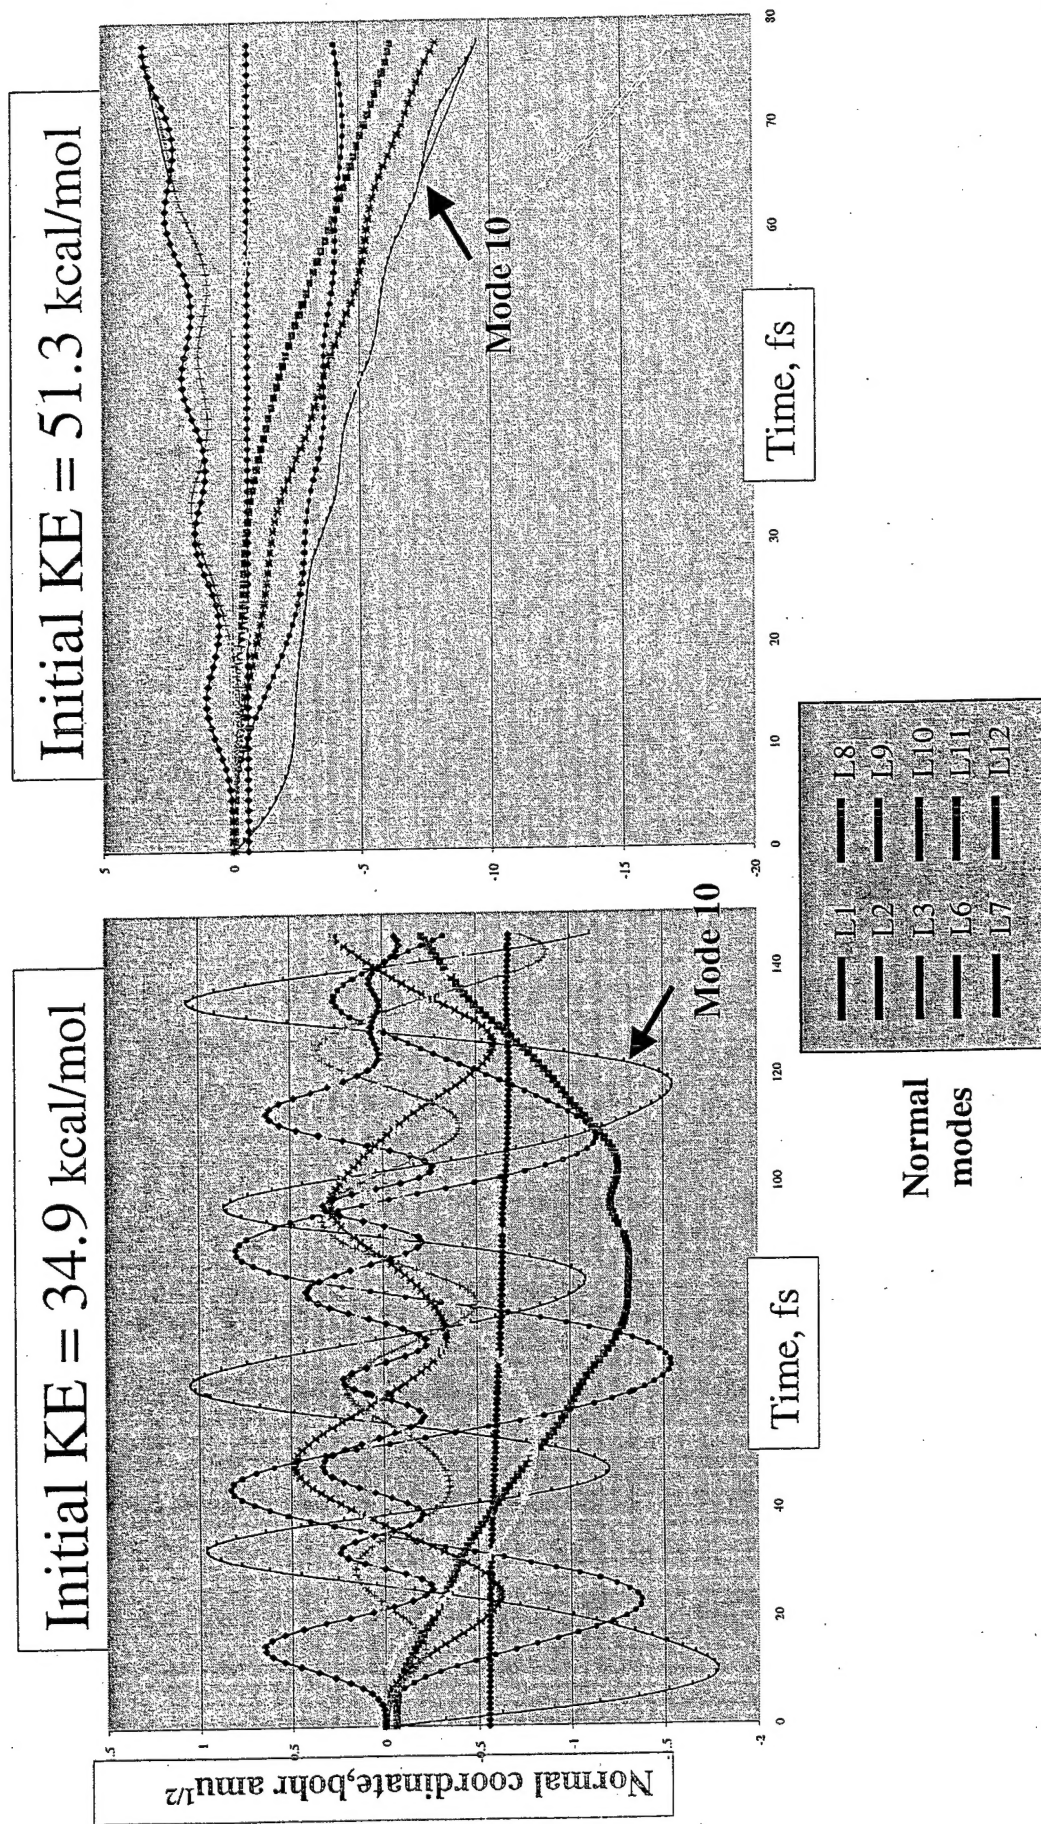 Initial KE = 34.9 kcal/mol
Normal coordinate,bohr amu1/2
.5
1
0.5
0
-0.5
-1
-1.5
-2
0
20
40
100
120
140
Mode 10
Time, fs
Initial KE = 51.3 kcal/mol
5
0
-5
-10
-15
-20
0
10
20
30
60
70
80
Mode 10
Time, fs
Normal
modes
L1 L8
L2 L9
L3 L10
L6 L11
L7 L12